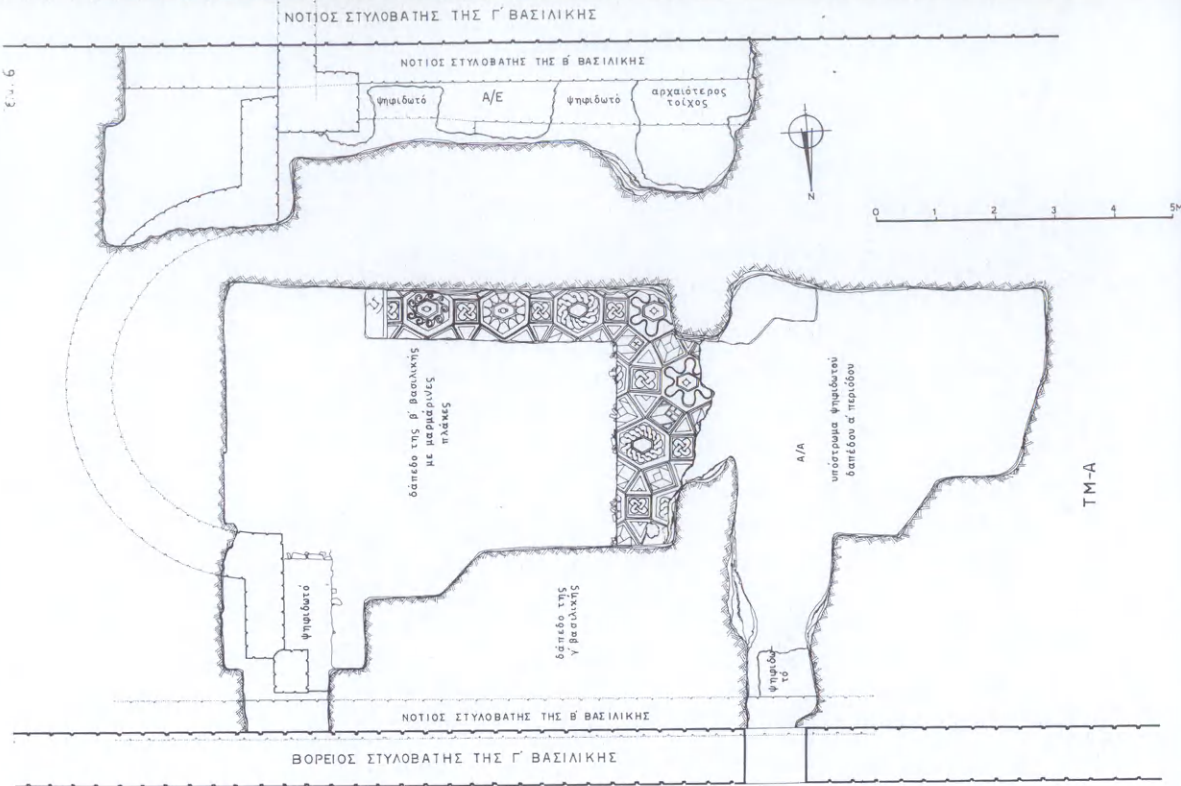 ΝΟΤΙΟΣ ΣΤΥΛΟΒΑΤΗΣ ΤΗΣ Γ΄ ΒΑΣΙΛΙΚΗΣ
ΝΟΤΙΟΣ ΣΤΥΛΟΒΑΤΗΣ ΤΗΣ Β΄ ΒΑΣΙΛΙΚΗΣ
ψηφιδωτό
Α/Ε
ψηφιδωτό
αρχαιότερος
τοίχος
N
0 1 2 3 4 5M
δάπεδο της β΄ βασιλικής
με μαρμάρινες
πλάκες
Α/Α
υπόστρωμα ψηφιδωτού
δαπέδου α΄ περιόδου
ΤΜ-Α
ψηφιδωτό
δάπεδο της
γ΄ βασιλικής
ψηφιδω-
τό
ΝΟΤΙΟΣ ΣΤΥΛΟΒΑΤΗΣ ΤΗΣ Β΄ ΒΑΣΙΛΙΚΗΣ
ΒΟΡΕΙΟΣ ΣΤΥΛΟΒΑΤΗΣ ΤΗΣ Γ΄ ΒΑΣΙΛΙΚΗΣ